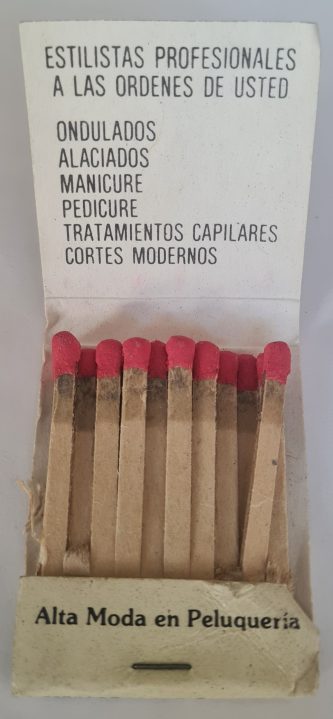 ESTILISTAS PROFESIONALES
A LAS ORDENES DE USTED
ONDULADOS
ALACIADOS
MANICURE
PEDICURE
TRATAMIENTOS CAPILARES
CORTES MODERNOS
Alta Moda en Peluquería